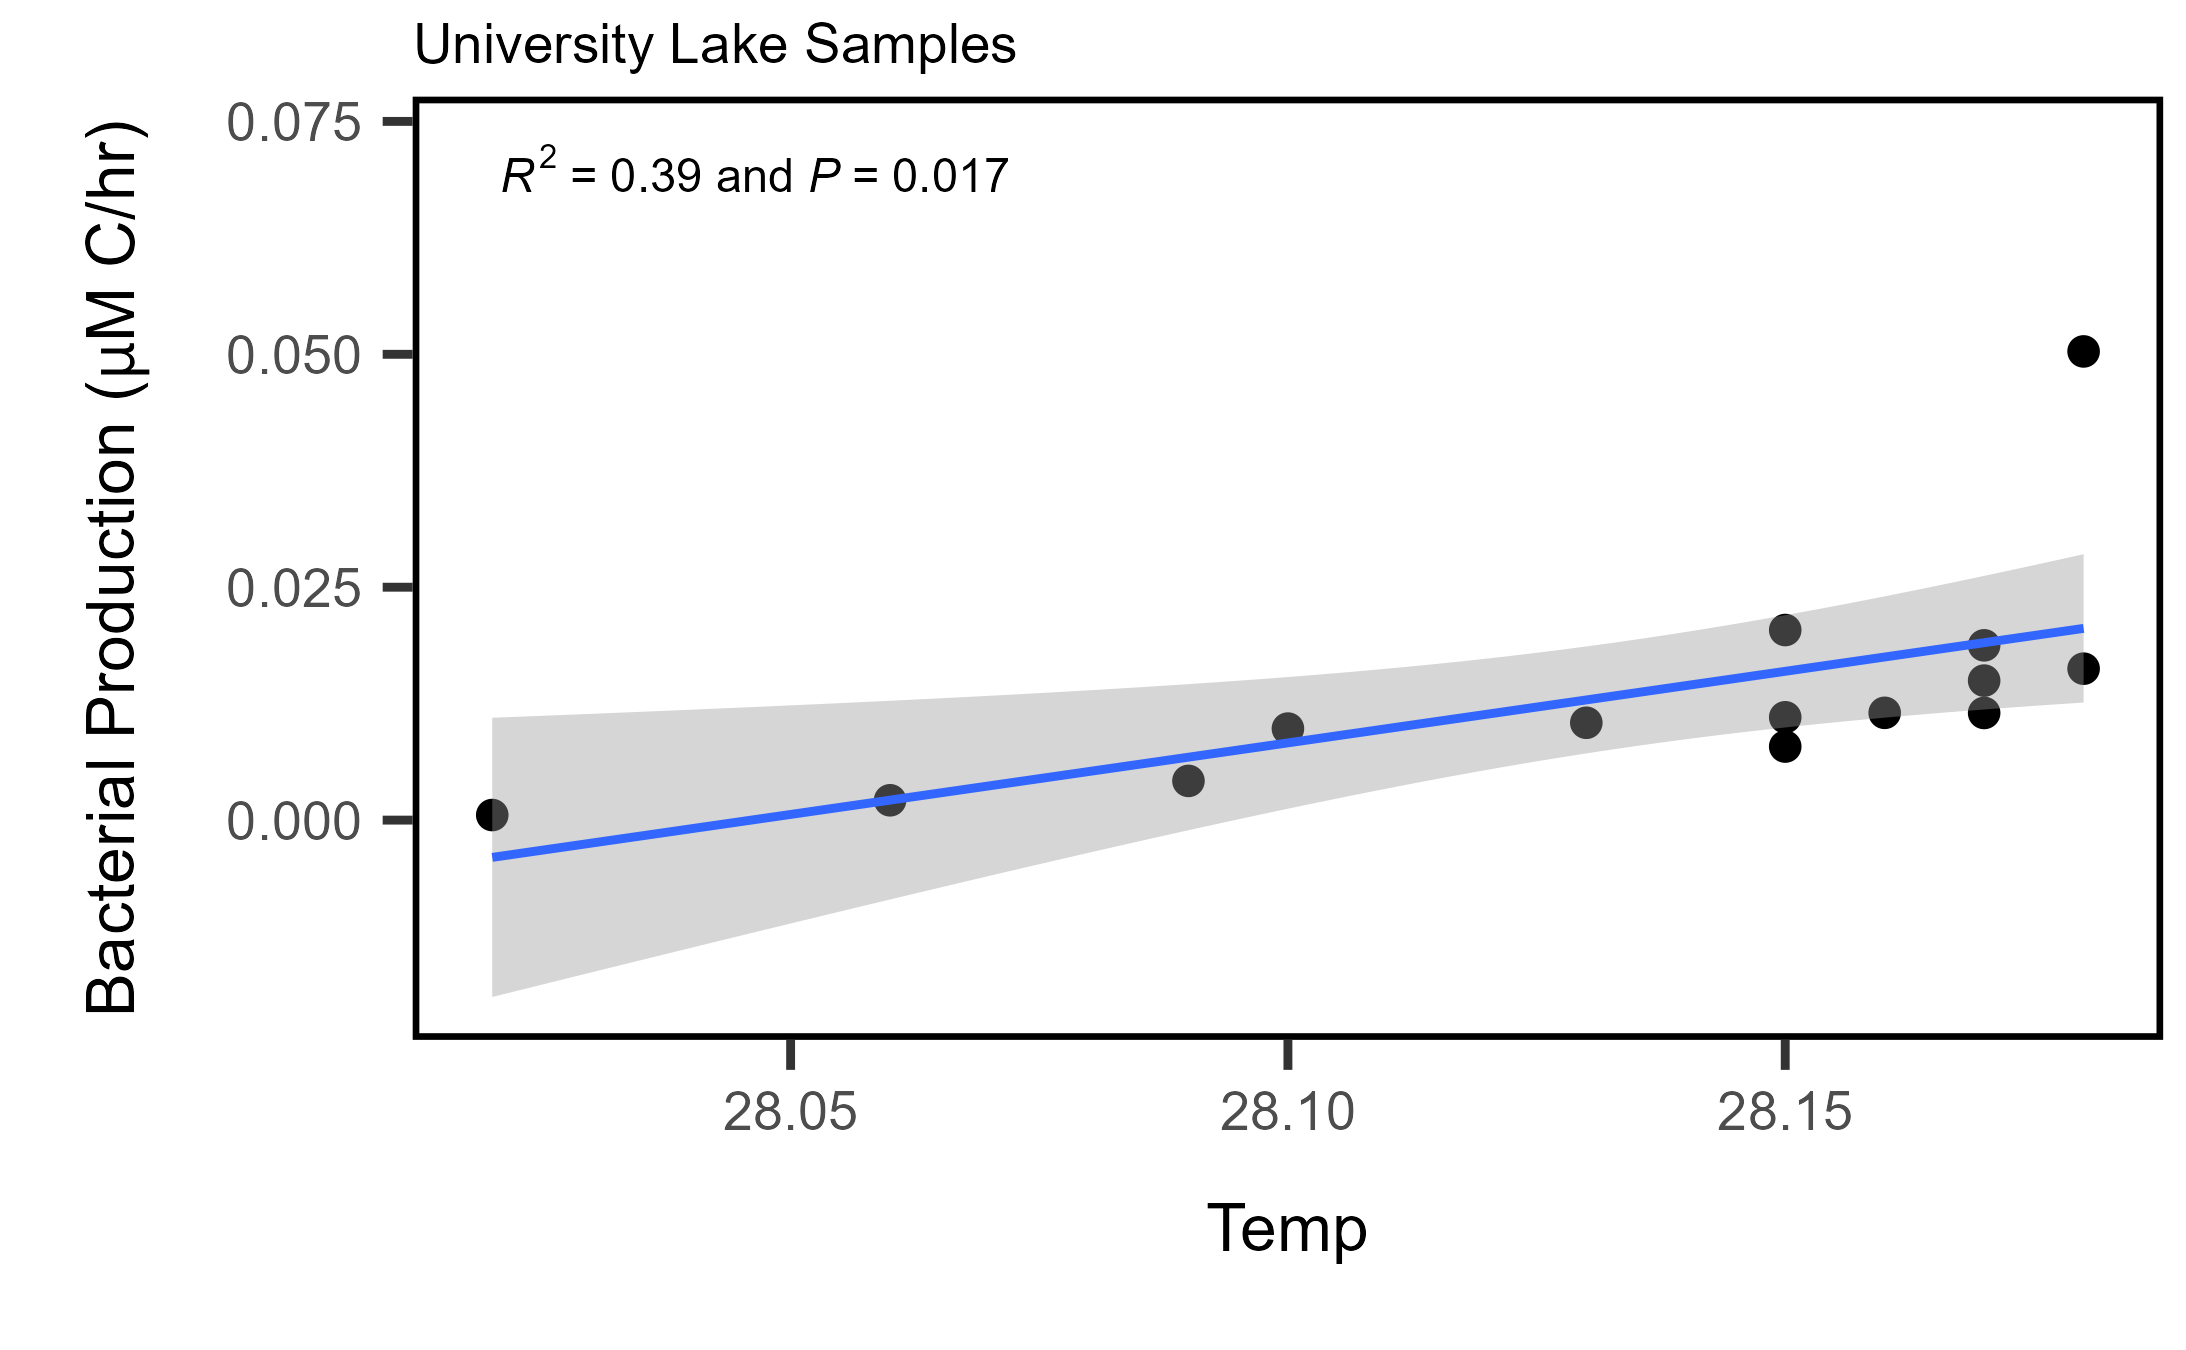 University Lake Samples
R² = 0.39 and P = 0.017
Bacterial Production (µM C/hr)
0.075
0.050
0.025
0.000
28.05
28.10
28.15
Temp